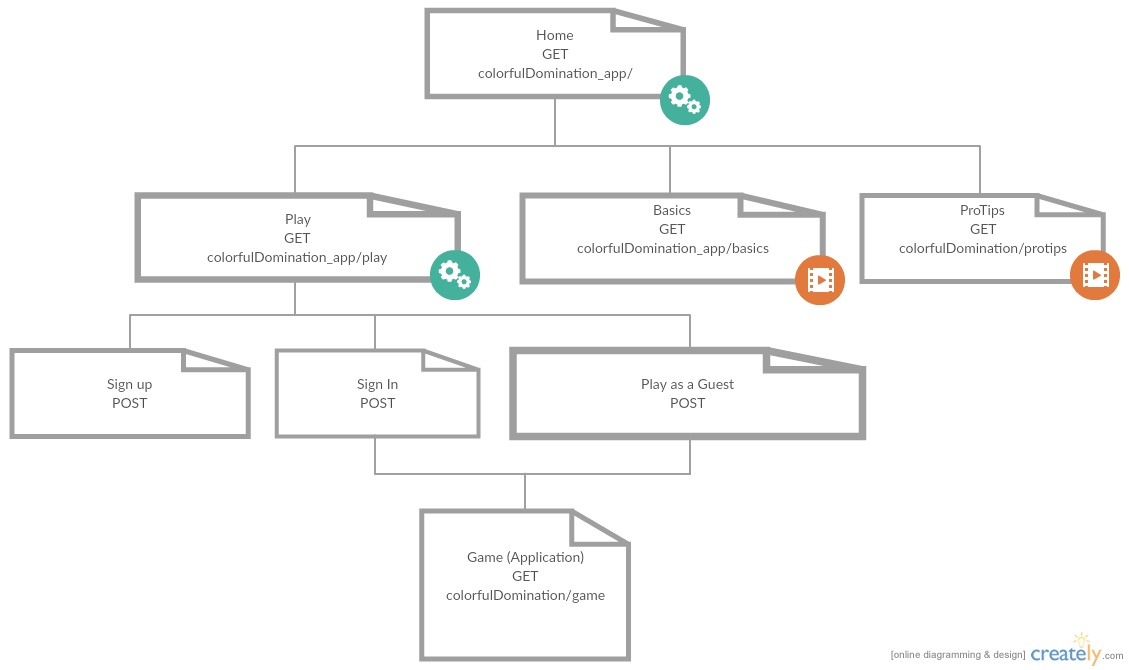 Home
GET
colorfulDomination_app/
Play
GET
colorfulDomination_app/play
Basics
GET
colorfulDomination_app/basics
ProTips
GET
colorfulDomination/protips
Sign up
POST
Sign In
POST
Play as a Guest
POST
Game (Application)
GET
colorfulDomination/game
[online diagramming & design] creately.com